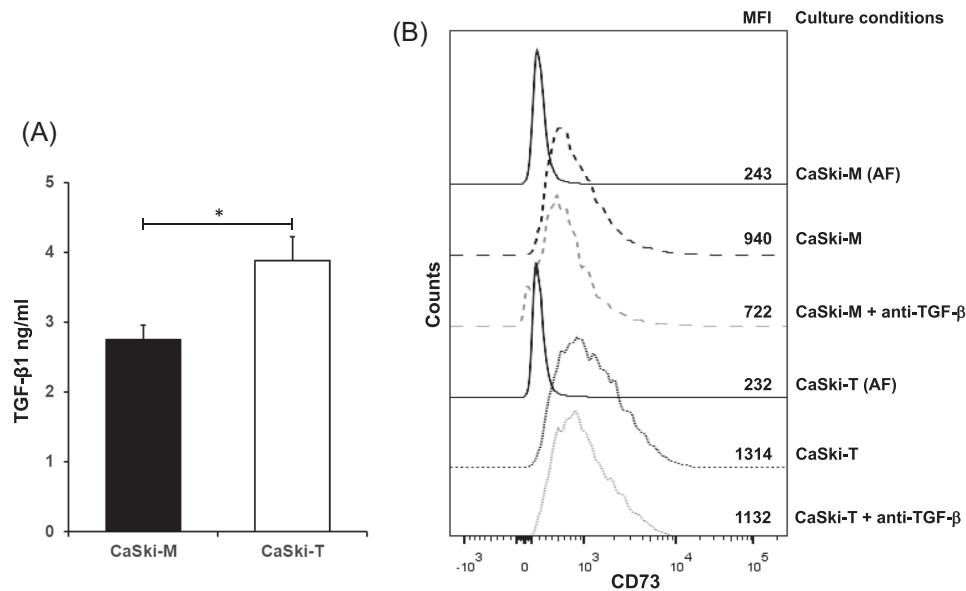 (A)
TGF-β1 ng/ml
5
4
3
2
1
0
*
CaSki-M CaSki-T
(B)
MFI Culture conditions
243 CaSki-M (AF)
940 CaSki-M
722 CaSki-M + anti-TGF-β
232 CaSki-T (AF)
1314 CaSki-T
1132 CaSki-T + anti-TGF-β
Counts
-10³ 0 10³ 10⁴ 10⁵
CD73